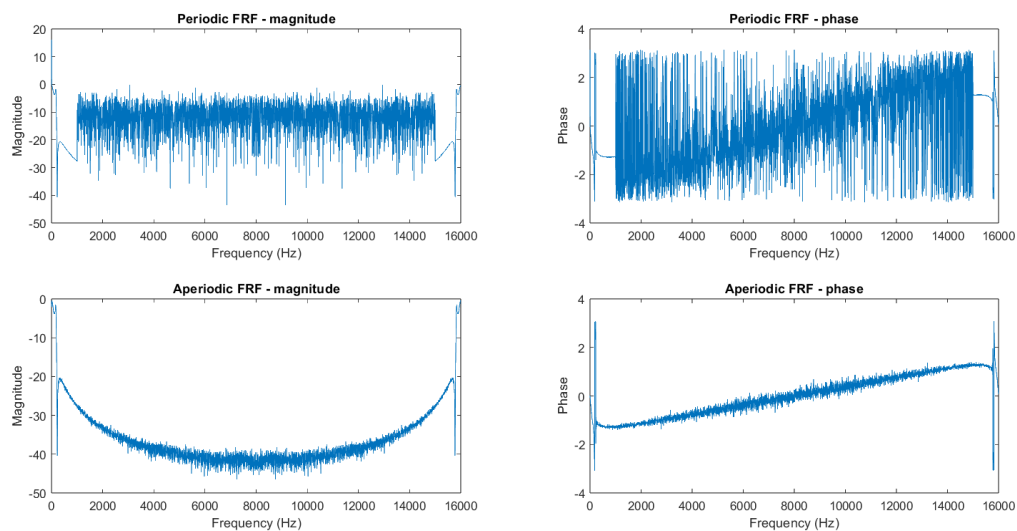 Periodic FRF - magnitude
20
10
0
-10
-20
-30
-40
-50
Magnitude
0 2000 4000 6000 8000 10000 12000 14000 16000
Frequency (Hz)
Periodic FRF - phase
4
2
0
-2
-4
Phase
0 2000 4000 6000 8000 10000 12000 14000 16000
Frequency (Hz)
Aperiodic FRF - magnitude
0
-10
-20
-30
-40
-50
Magnitude
0 2000 4000 6000 8000 10000 12000 14000 16000
Frequency (Hz)
Aperiodic FRF - phase
4
2
0
-2
-4
Phase
0 2000 4000 6000 8000 10000 12000 14000 16000
Frequency (Hz)